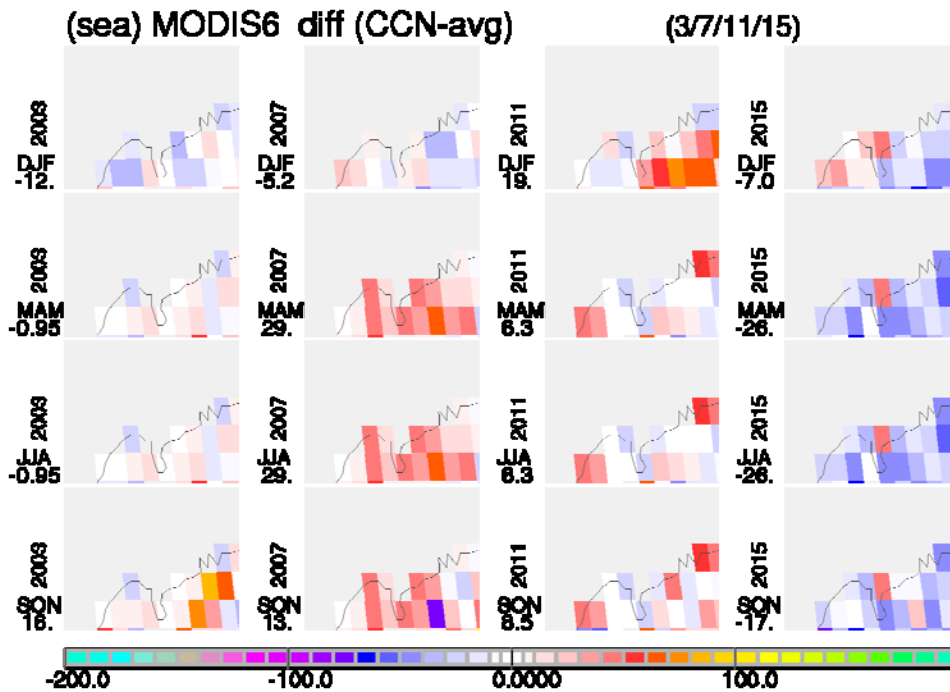 (sea) MODIS6 diff (CCN-avg) (3/7/11/15)
2003 DJF -12.
2007 DJF -5.2
2011 DJF 19.
2015 DJF -7.0
2003 MAM -0.95
2007 MAM 29.
2011 MAM 6.3
2015 MAM -26.
2003 JJA -0.95
2007 JJA 29.
2011 JJA 6.3
2015 JJA -26.
2003 SON 16.
2007 SON 13.
2011 SON 8.5
2015 SON -17.
-200.0 -100.0 0.00000 100.0